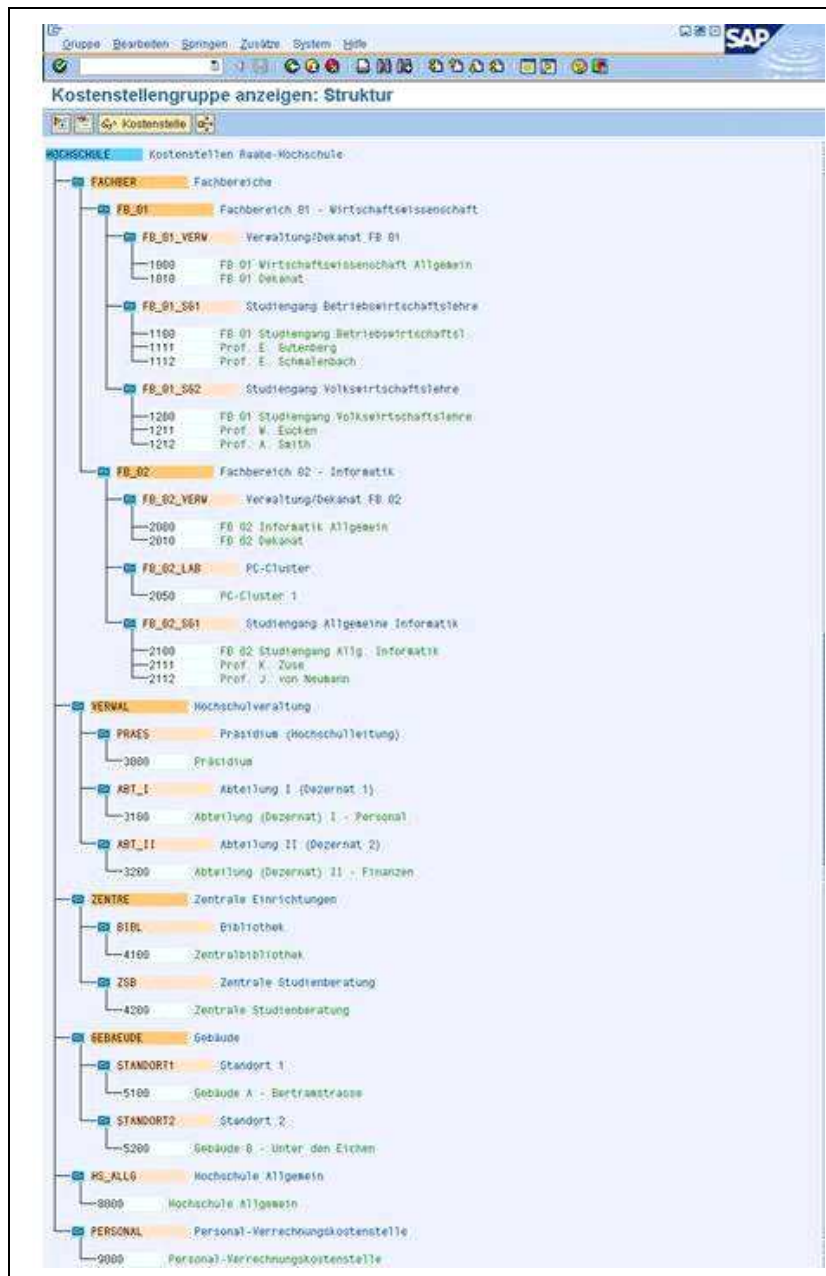 Gruppe Bearbeiten Springen Zusätze System Hilfe
SAP
Kostenstellengruppe anzeigen: Struktur
Kostenstelle
HOCHSCHULE Kostenstellen Raabe-Hochschule
FACHBER Fachbereiche
FB_01 Fachbereich 01 - Wirtschaftswissenschaft
FB_01_VERW Verwaltung/Dekanat FB 01
1000 FB 01 Wirtschaftswissenschaft Allgemein
1010 FB 01 Dekanat
FB_01_SG1 Studiengang Betriebswirtschaftslehre
1100 FB 01 Studiengang Betriebswirtschaftsl
1111 Prof. E. Gutenberg
1112 Prof. E. Schmalenbach
FB_01_SG2 Studiengang Volkswirtschaftslehre
1200 FB 01 Studiengang Volkswirtschaftslehre
1211 Prof. W. Eucken
1212 Prof. A. Smith
FB_02 Fachbereich 02 - Informatik
FB_02_VERW Verwaltung/Dekanat FB 02
2000 FB 02 Informatik Allgemein
2010 FB 02 Dekanat
FB_02_LAB PC-Cluster
2050 PC-Cluster 1
FB_02_SG1 Studiengang Allgemeine Informatik
2100 FB 02 Studiengang Allg. Informatik
2111 Prof. K. Zuse
2112 Prof. J. von Neumann
VERWAL Hochschulveraltung
PRAES Präsidium (Hochschulleitung)
3000 Präsidium
ABT_I Abteilung I (Dezernat 1)
3100 Abteilung (Dezernat) I - Personal
ABT_II Abteilung II (Dezernat 2)
3200 Abteilung (Dezernat) II - Finanzen
ZENTRE Zentrale Einrichtungen
BIBL Bibliothek
4100 Zentralbibliothek
ZSB Zentrale Studienberatung
4200 Zentrale Studienberatung
GEBAEUDE Gebäude
STANDORT1 Standort 1
5100 Gebäude A - Bertramstrasse
STANDORT2 Standort 2
5200 Gebäude B - Unter den Eichen
HS_ALLG Hochschule Allgemein
8000 Hochschule Allgemein
PERSONAL Personal-Verrechnungskostenstelle
9000 Personal-Verrechnungskostenstelle